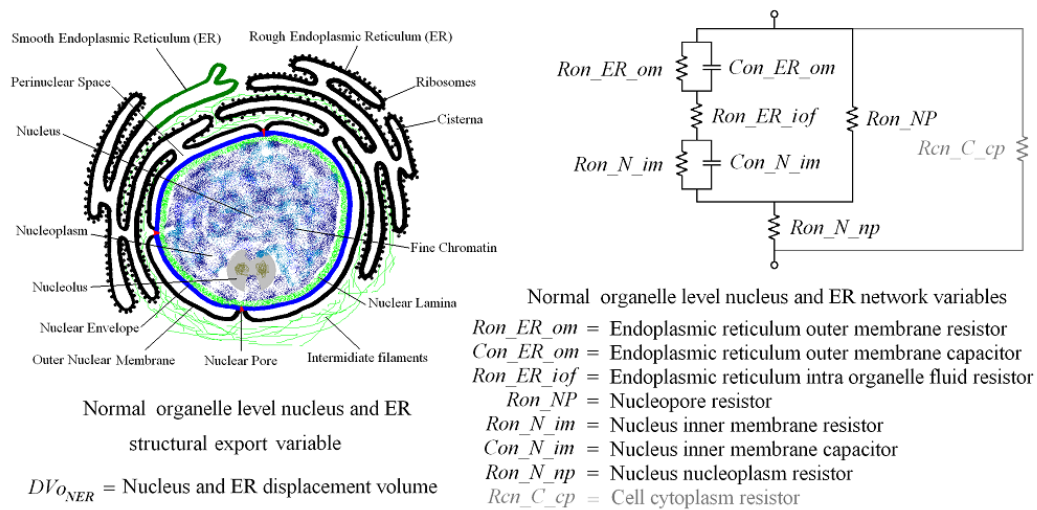 Smooth Endoplasmic Reticulum (ER)
Rough Endoplasmic Reticulum (ER)
Perinuclear Space
Ribosomes
Nucleus
Cisterna
Nucleoplasm
Fine Chromatin
Nucleolus
Nuclear Lamina
Nuclear Envelope
Outer Nuclear Membrane
Nuclear Pore
Intermidiate filaments
Normal organelle level nucleus and ER
structural export variable
DVo_NER = Nucleus and ER displacement volume
Ron_ER_om
Con_ER_om
Ron_ER_iof
Ron_NP
Rcn_C_cp
Ron_N_im
Con_N_im
Ron_N_np
Normal organelle level nucleus and ER network variables
Ron_ER_om = Endoplasmic reticulum outer membrane resistor
Con_ER_om = Endoplasmic reticulum outer membrane capacitor
Ron_ER_iof = Endoplasmic reticulum intra organelle fluid resistor
Ron_NP = Nucleopore resistor
Ron_N_im = Nucleus inner membrane resistor
Con_N_im = Nucleus inner membrane capacitor
Ron_N_np = Nucleus nucleoplasm resistor
Rcn_C_cp = Cell cytoplasm resistor